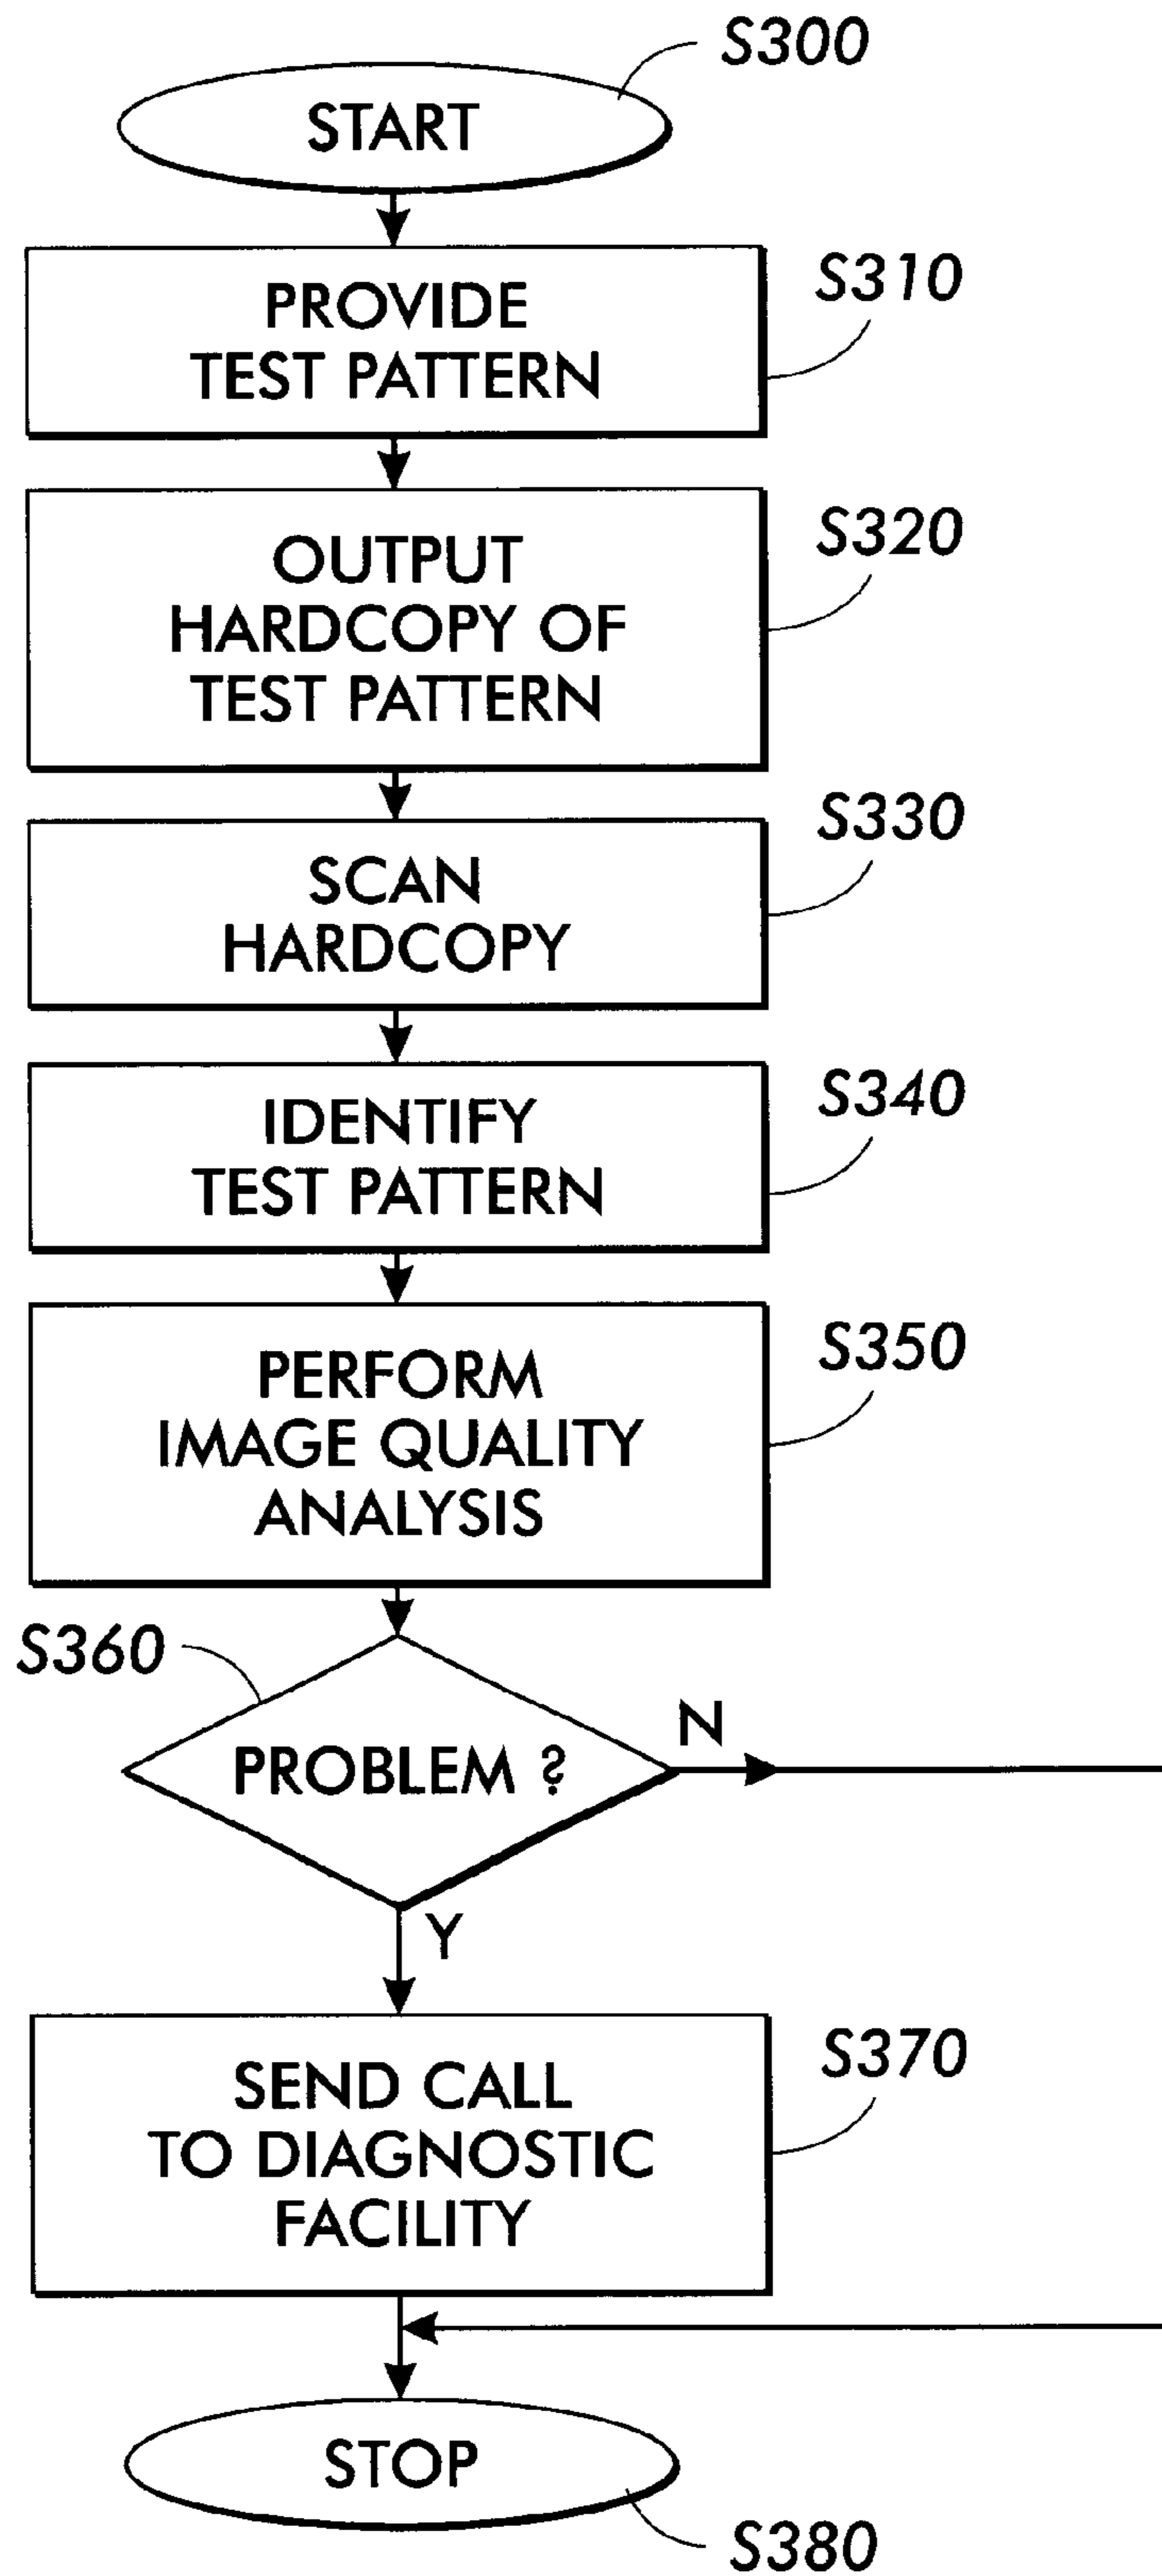 S300
START
S310
PROVIDE
TEST PATTERN
S320
OUTPUT
HARDCOPY OF
TEST PATTERN
S330
SCAN
HARDCOPY
S340
IDENTIFY
TEST PATTERN
S350
PERFORM
IMAGE QUALITY
ANALYSIS
S360
PROBLEM ?
N
Y
S370
SEND CALL
TO DIAGNOSTIC
FACILITY
STOP
S380